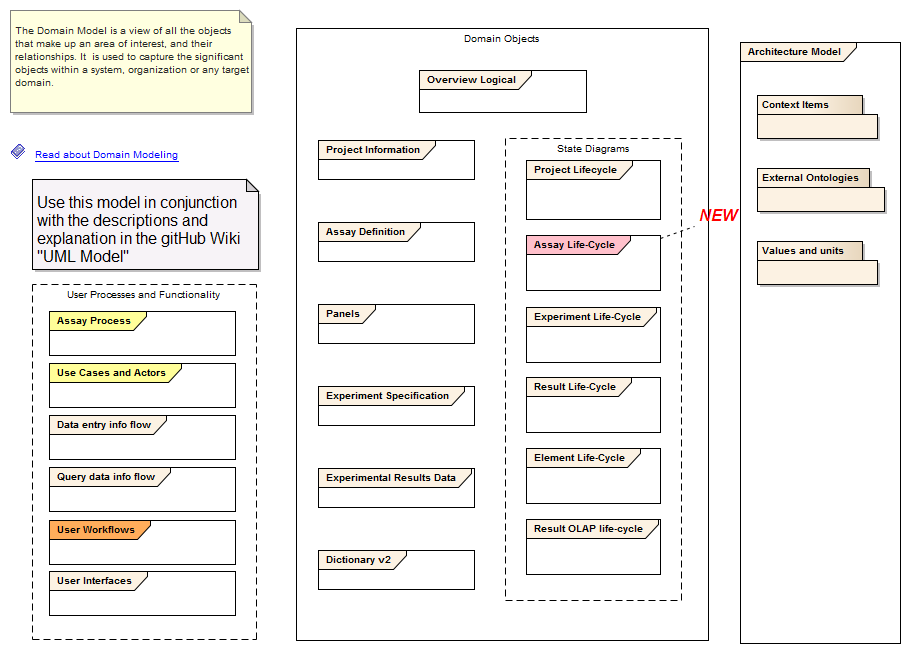 The Domain Model is a view of all the objects
that make up an area of interest, and their
relationships. It is used to capture the significant
objects within a system, organization or any target
domain.
Read about Domain Modeling
Use this model in conjunction
with the descriptions and
explanation in the gitHub Wiki
"UML Model"
User Processes and Functionality
Assay Process
Use Cases and Actors
Data entry info flow
Query data info flow
User Workflows
User Interfaces
Domain Objects
Overview Logical
Project Information
Assay Definition
Panels
Experiment Specification
Experimental Results Data
Dictionary v2
State Diagrams
Project Lifecycle
Assay Life-Cycle
Experiment Life-Cycle
Result Life-Cycle
Element Life-Cycle
Result OLAP life-cycle
NEW
Architecture Model
Context Items
External Ontologies
Values and units